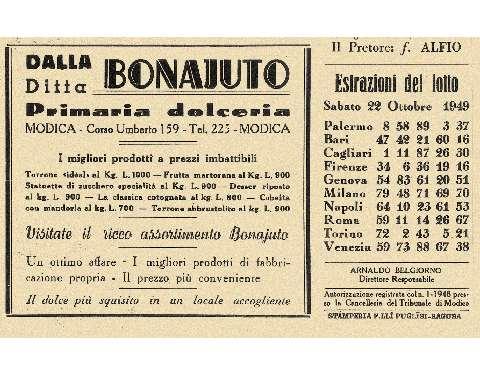 DALLA
Ditta BONAJUTO
Primaria dolceria
MODICA - Corso Umberto 159 - Tel. 225 - MODICA
I migliori prodotti a prezzi imbattibili
Torrone sideals al Kg. L. 1000 — Frutta martorana al Kg. L. 900
Statuette di zucchero specialità al Kg. L. 900 - Desser riposto
al kg. L. 900 — La classica cotognata al kg. L. 800 — Cubaita
con mandorla al kg. L. 700 — Torrone abbrustolito al kg. L. 900
Visitate il ricco assortimento Bonajuto
Un ottimo affare - I migliori prodotti di fabbri-
cazione propria - Il prezzo più conveniente
Il dolce più squisito in un locale accogliente
Il Pretore: f. ALFIO
Estrazioni del lotto
Sabato 22 Ottobre 1949
Palermo 8 58 89 3 37
Bari 47 42 21 60 16
Cagliari 1 11 87 26 30
Firenze 34 6 36 19 16
Genova 54 83 61 20 51
Milano 79 48 71 69 70
Napoli 64 10 23 61 53
Roma 59 11 14 26 67
Torino 72 2 43 5 21
Venezia 59 73 88 67 38
ARNALDO BELGIORNO
Direttore Responsabile
Autorizzazione registrata col n. 1-1948 pres-
so la Cancelleria del Tribunale di Modica
STAMPERIA F.LLI PUGLISI-RAGUSA